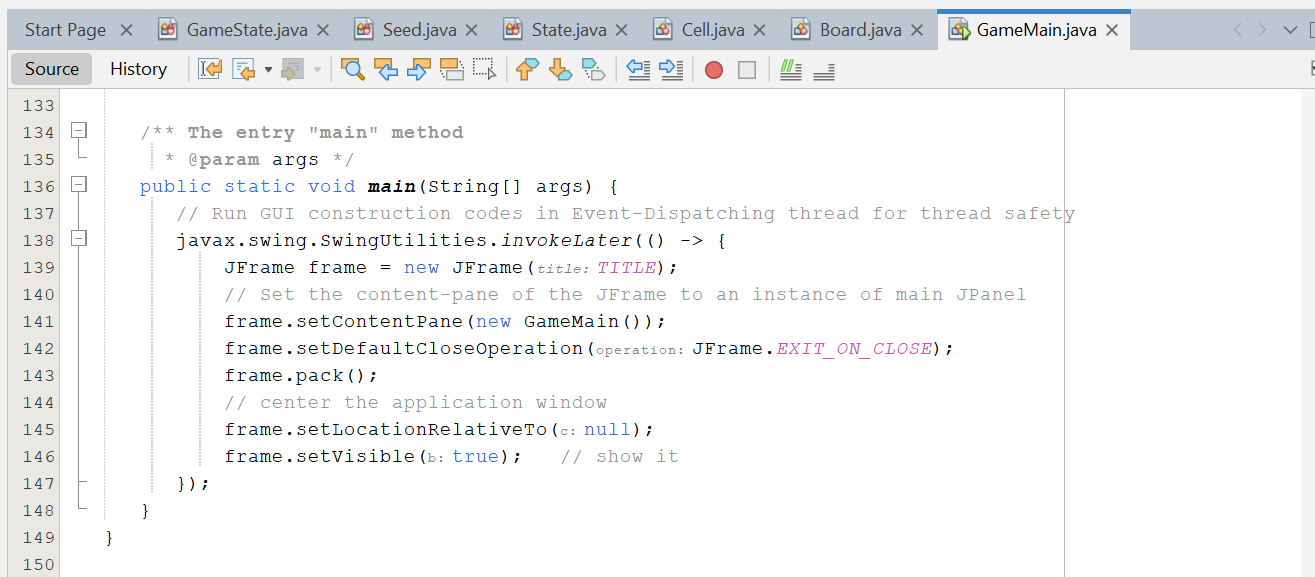 Start Page GameState.java Seed.java State.java Cell.java Board.java GameMain.java
Source History
133
134 /** The entry "main" method
135 * @param args */
136 public static void main(String[] args) {
137 // Run GUI construction codes in Event-Dispatching thread for thread safety
138 javax.swing.SwingUtilities.invokeLater(() -> {
139 JFrame frame = new JFrame(title: TITLE);
140 // Set the content-pane of the JFrame to an instance of main JPanel
141 frame.setContentPane(new GameMain());
142 frame.setDefaultCloseOperation(operation: JFrame.EXIT_ON_CLOSE);
143 frame.pack();
144 // center the application window
145 frame.setLocationRelativeTo(c: null);
146 frame.setVisible(b: true); // show it
147 });
148 }
149 }
150